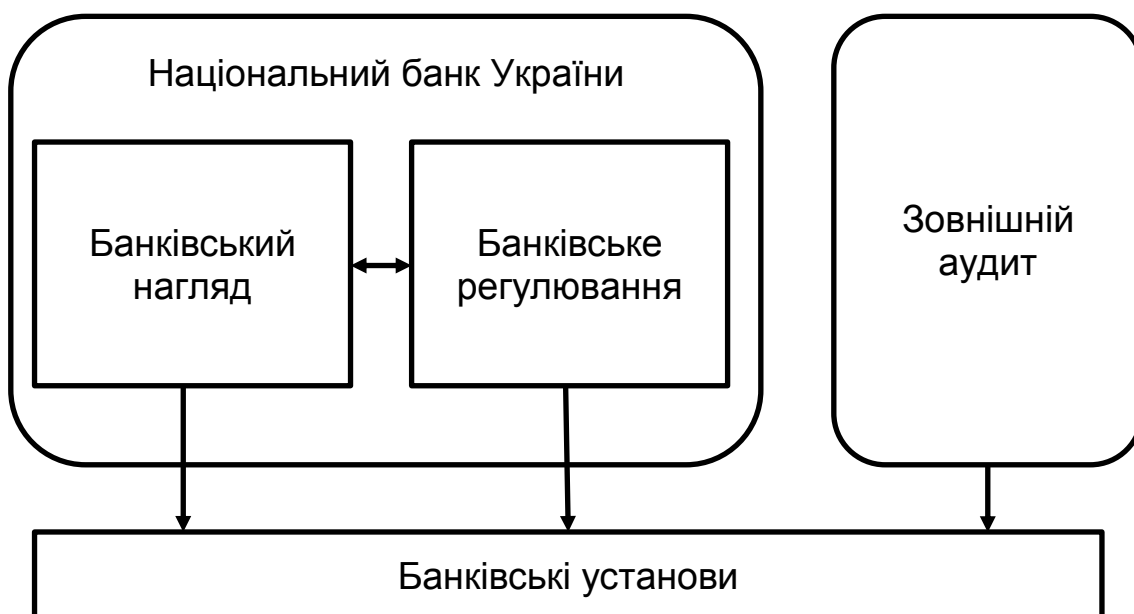 Національний банк України
Банківський
нагляд
Банківське
регулювання
Зовнішній
аудит
Банківські установи